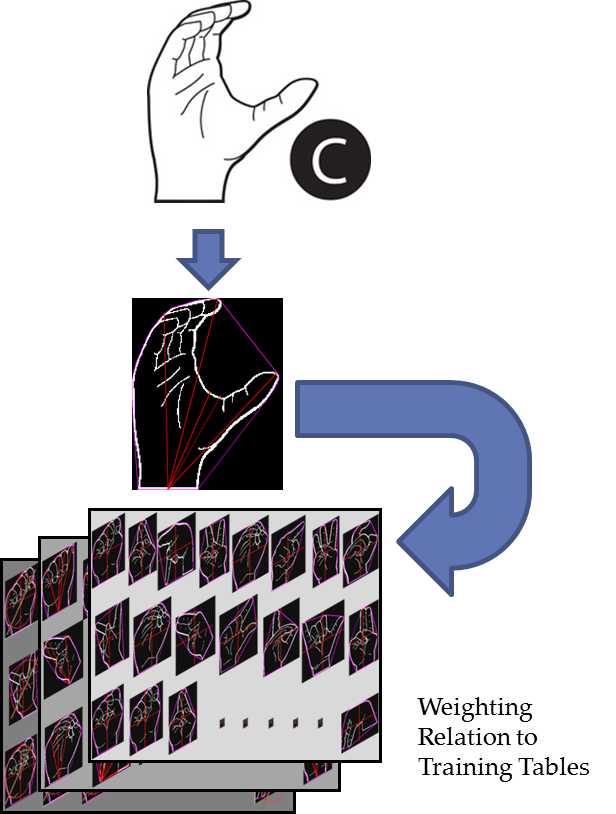 C
Weighting
Relation to
Training Tables